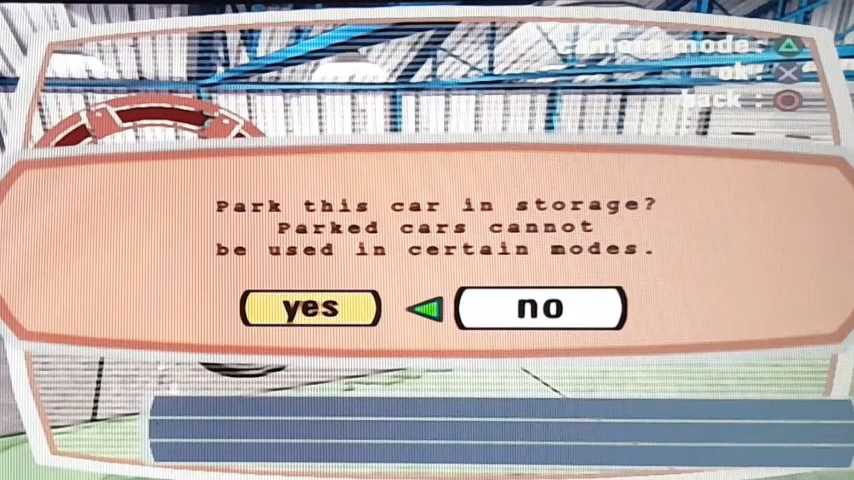 camera mode :
ok :
back :
Park this car in storage?
Parked cars cannot
be used in certain modes.
yes no